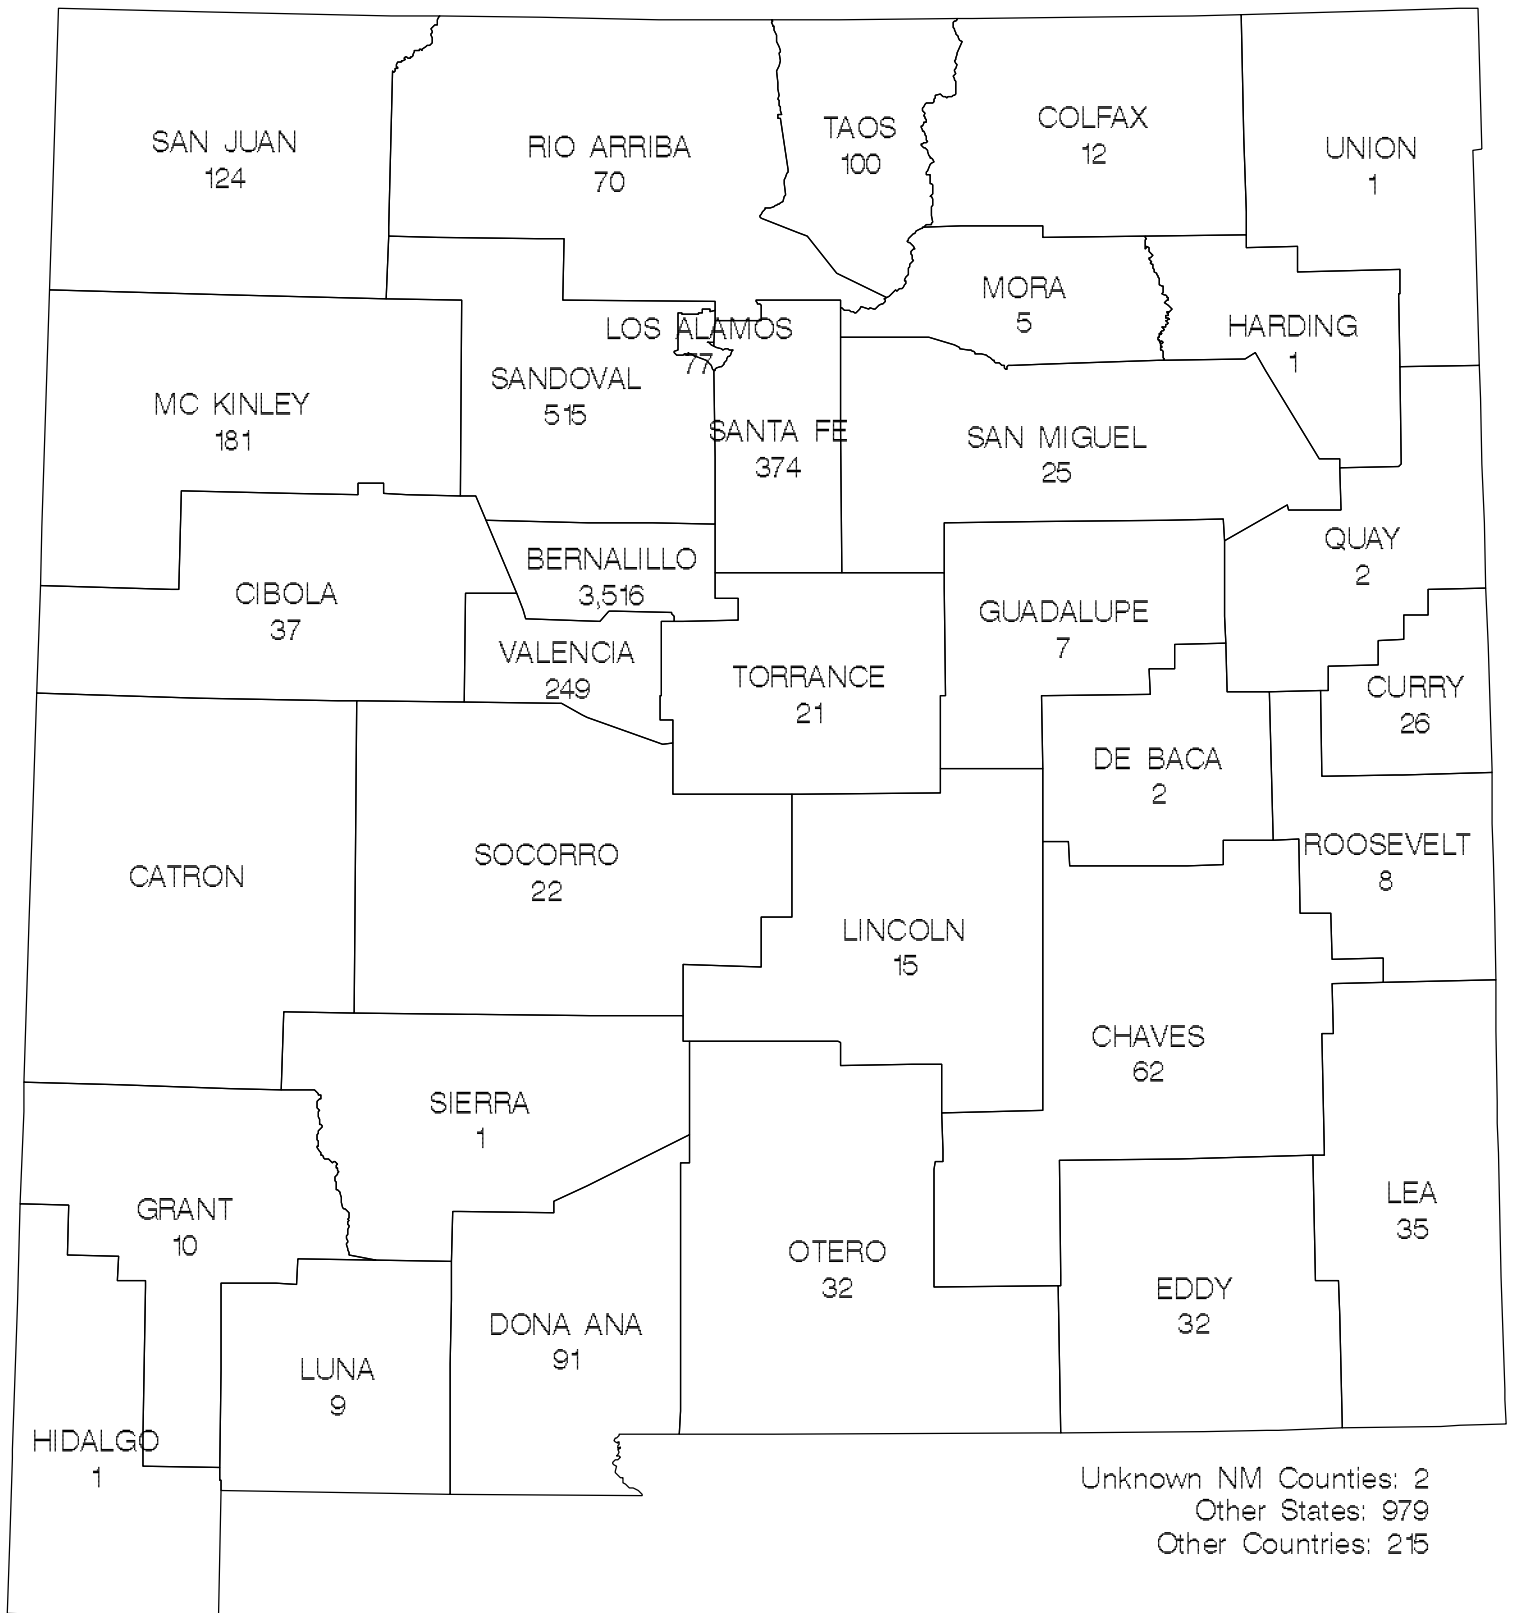 SAN JUAN
124
RIO ARRIBA
70
TAOS
100
COLFAX
12
UNION
1
MORA
5
HARDING
1
LOS ALAMOS
77
SANDOVAL
515
MC KINLEY
181
SANTA FE
374
SAN MIGUEL
25
QUAY
2
BERNALILLO
3,516
CIBOLA
37
GUADALUPE
7
VALENCIA
249
TORRANCE
21
CURRY
26
DE BACA
2
ROOSEVELT
8
SOCORRO
22
CATRON
LINCOLN
15
CHAVES
62
SIERRA
1
GRANT
10
LEA
35
OTERO
32
EDDY
32
DONA ANA
91
LUNA
9
HIDALGO
1
Unknown NM Counties: 2
Other States: 979
Other Countries: 215